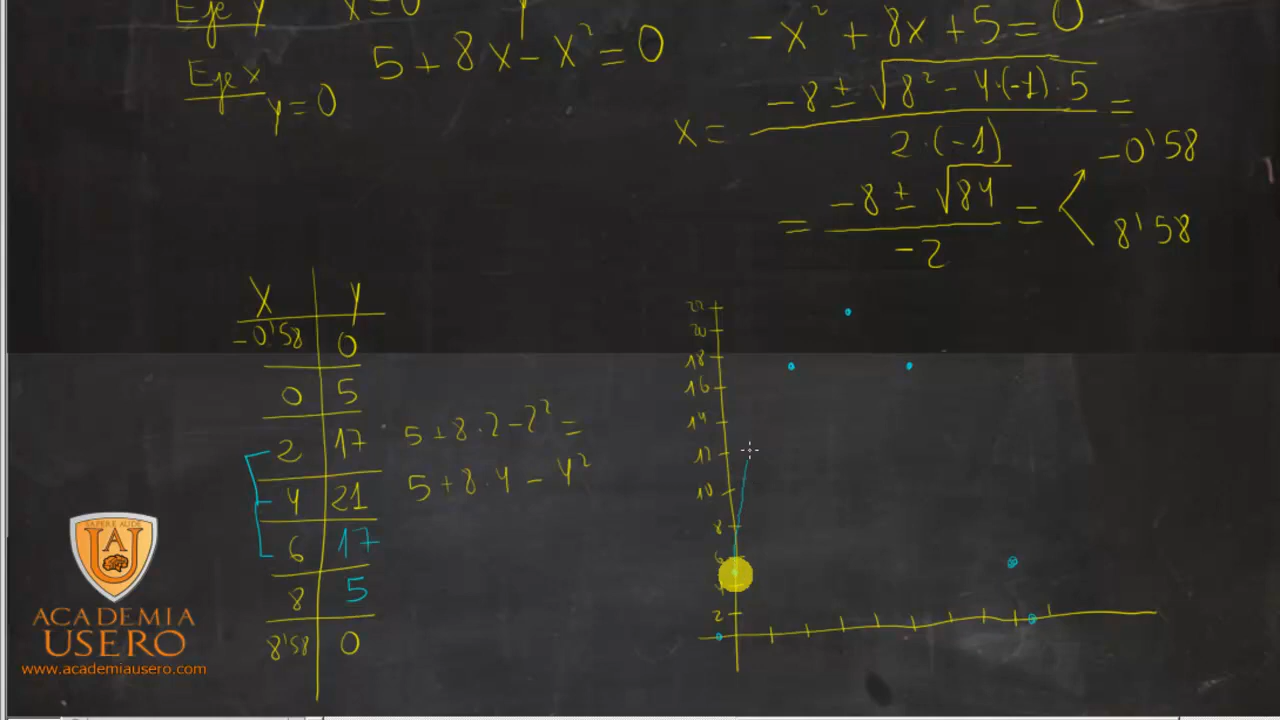 Eje Y x=0 y
5+8x-x²=0
Eje x y=0
-x²+8x+5=0
x = (-8 ± √(8²-4·(-1)·5)) / (2·(-1)) =
= (-8 ± √84) / -2 = < -0'58
8'58
X Y
-0'58 0
0 5
2 17 5+8·2-2²=
4 21 5+8·4-4²
6 17
8 5
8'58 0
22
20
18
16
14
12
10
8
6
4
2
SAPERE AUDE
UA
ACADEMIA
USERO
www.academiausero.com